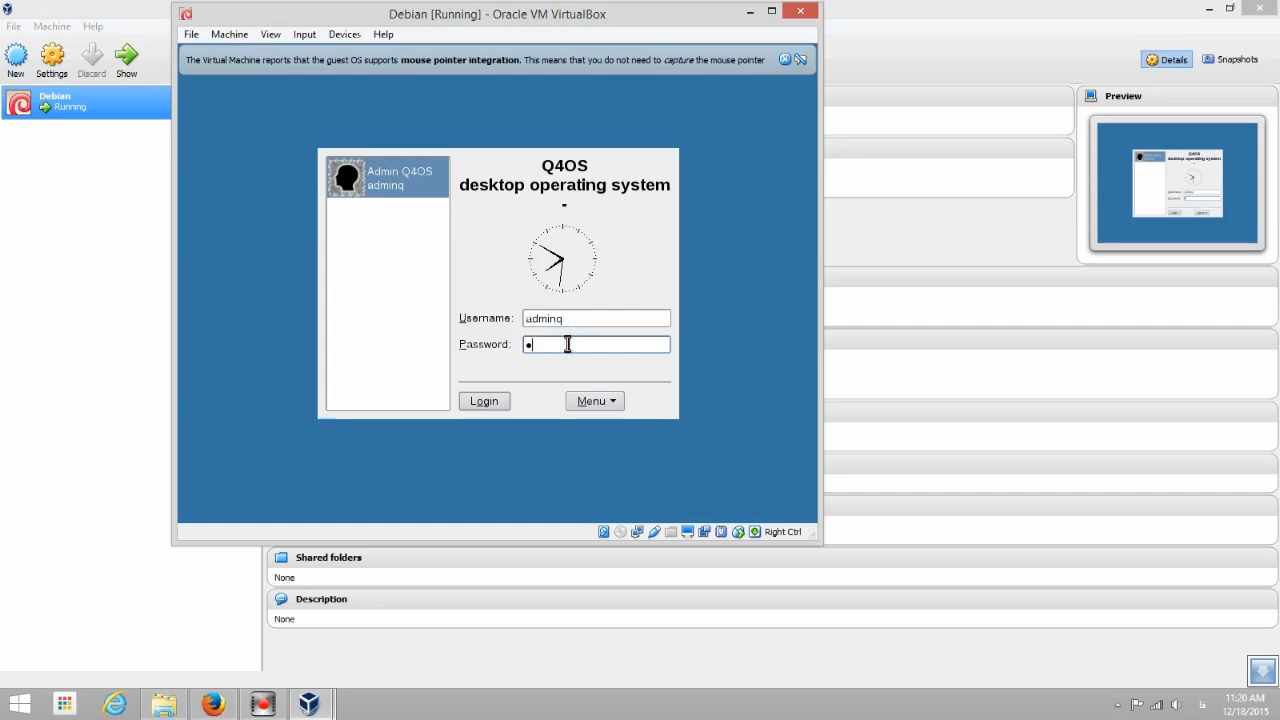 Debian [Running] - Oracle VM VirtualBox
File Machine Help
File Machine View Input Devices Help
New Settings Discard Show
Details Snapshots
The Virtual Machine reports that the guest OS supports mouse pointer integration. This means that you do not need to capture the mouse pointer
Debian
Running
Preview
Admin Q4OS
adminq
Q4OS
desktop operating system
-
Username: adminq
Password: ●
Login Menu
Right Ctrl
Shared folders
None
Description
None
11:20 AM
12/18/2015